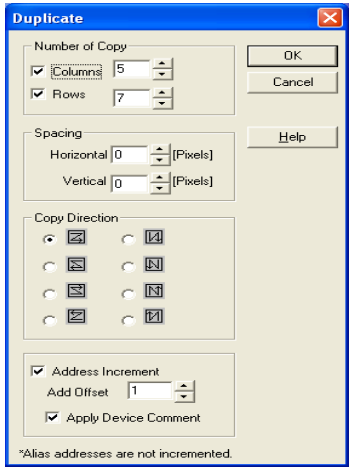 Duplicate
Number of Copy
Columns 5
Rows 7
OK
Cancel
Help
Spacing
Horizontal 0 [Pixels]
Vertical 0 [Pixels]
Copy Direction
Address Increment
Add Offset 1
Apply Device Comment
*Alias addresses are not incremented.